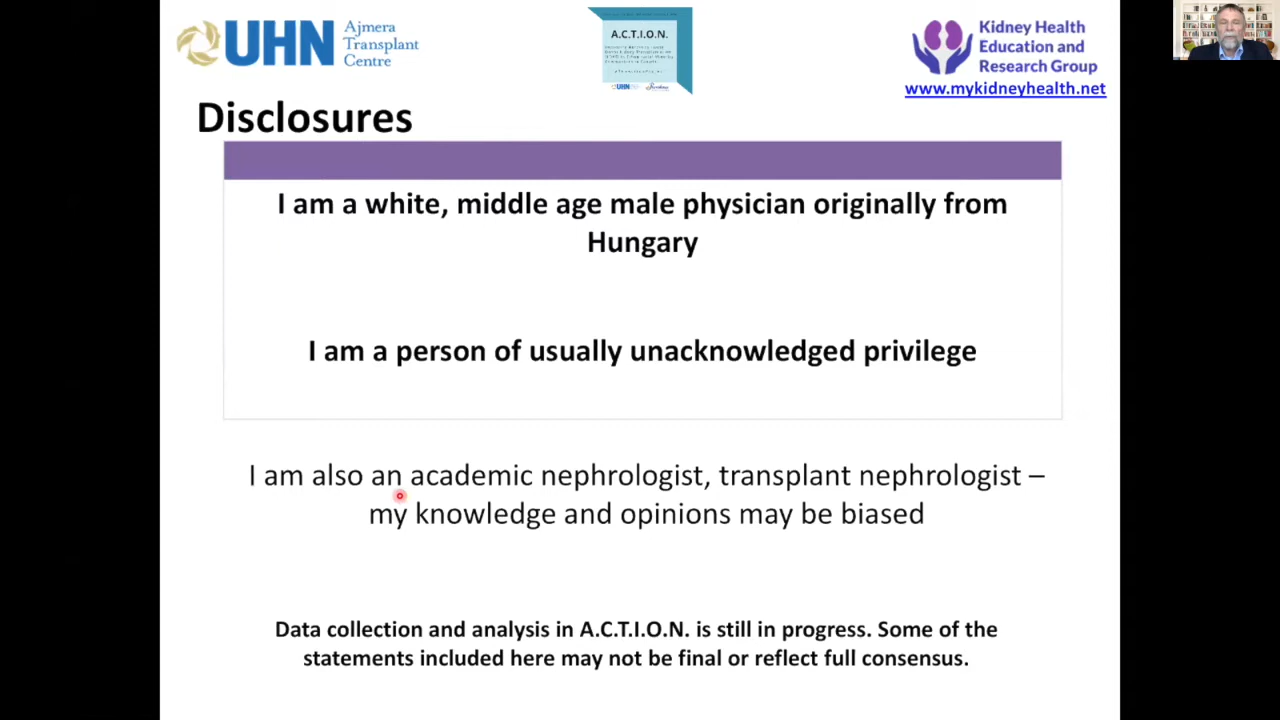 UHN
Ajmera
Transplant
Centre
A.C.T.I.O.N.
UHN
Kidney Health
Education and
Research Group
www.mykidneyhealth.net
Disclosures
I am a white, middle age male physician originally from
Hungary
I am a person of usually unacknowledged privilege
I am also an academic nephrologist, transplant nephrologist –
my knowledge and opinions may be biased
Data collection and analysis in A.C.T.I.O.N. is still in progress. Some of the
statements included here may not be final or reflect full consensus.